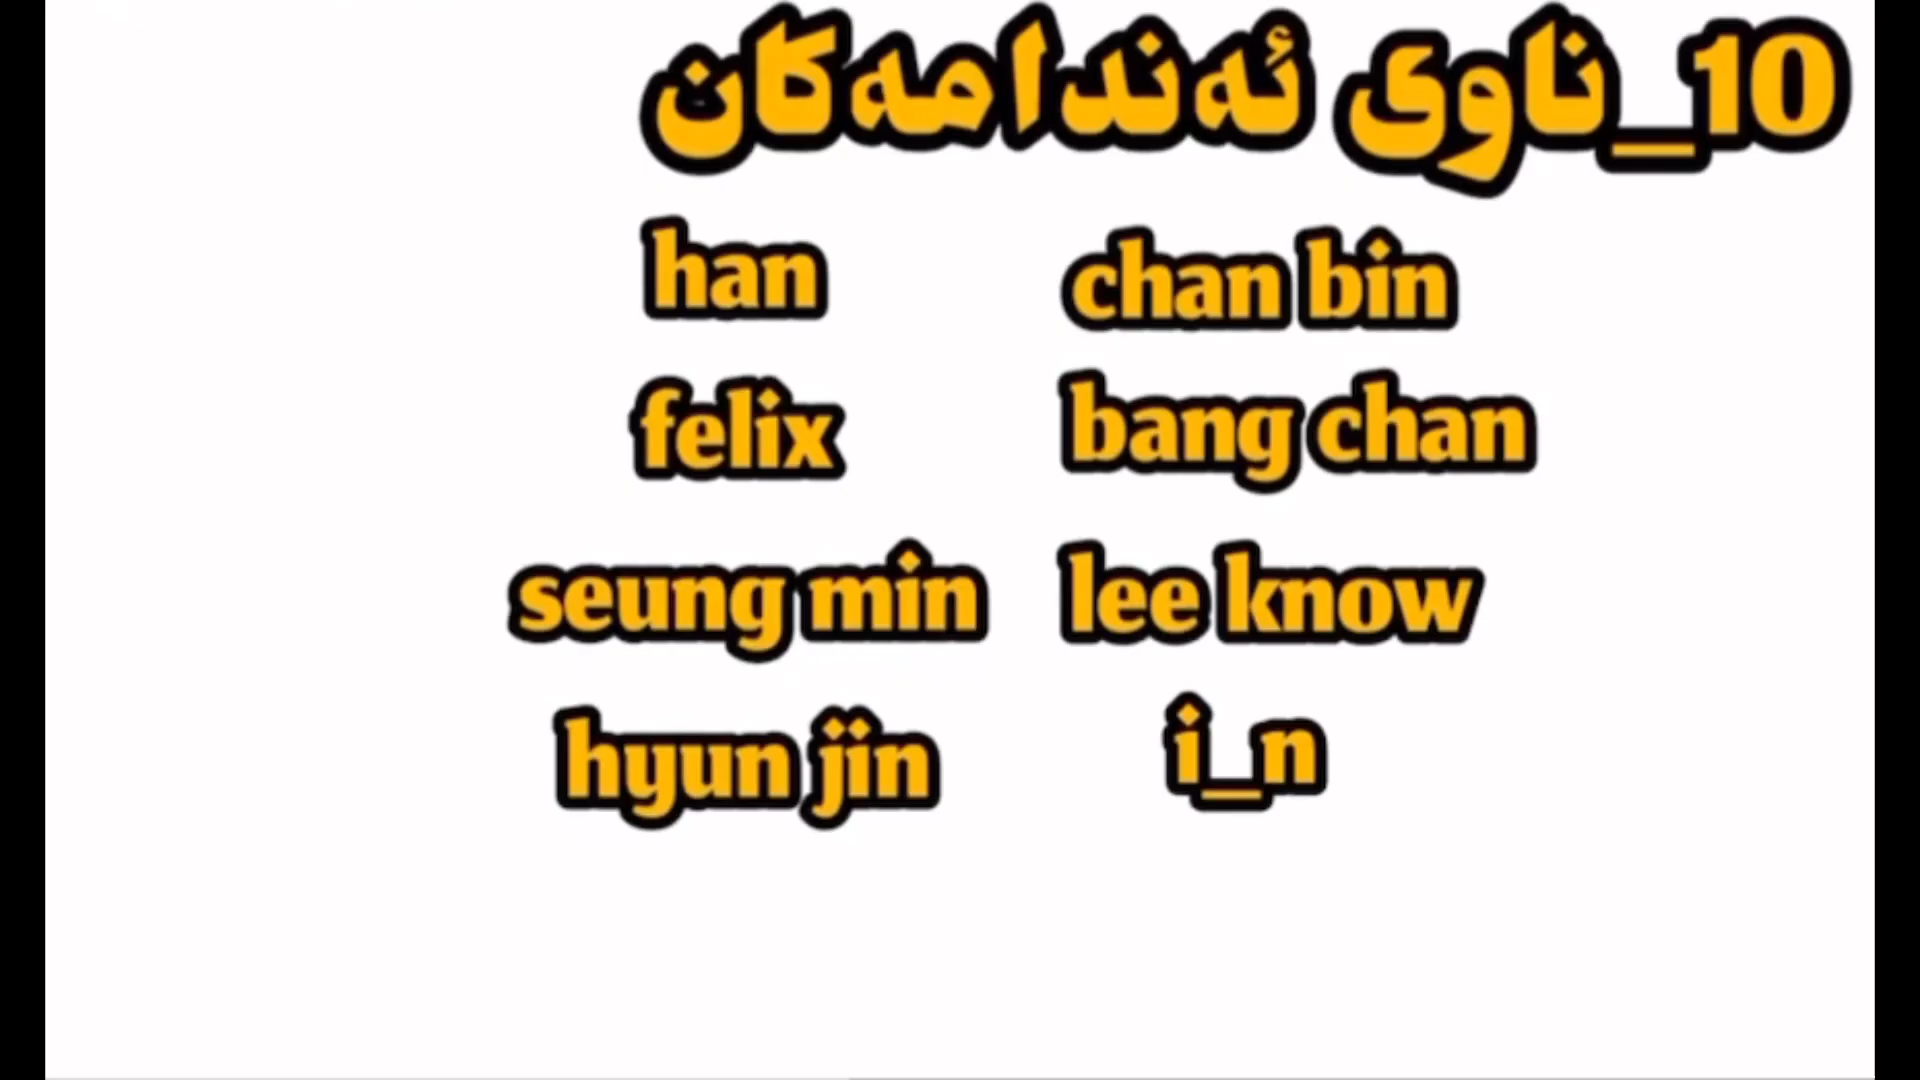 10_ناوی ئەندامەکان
han chan bin
felix bang chan
seung min lee know
hyun jin i_n